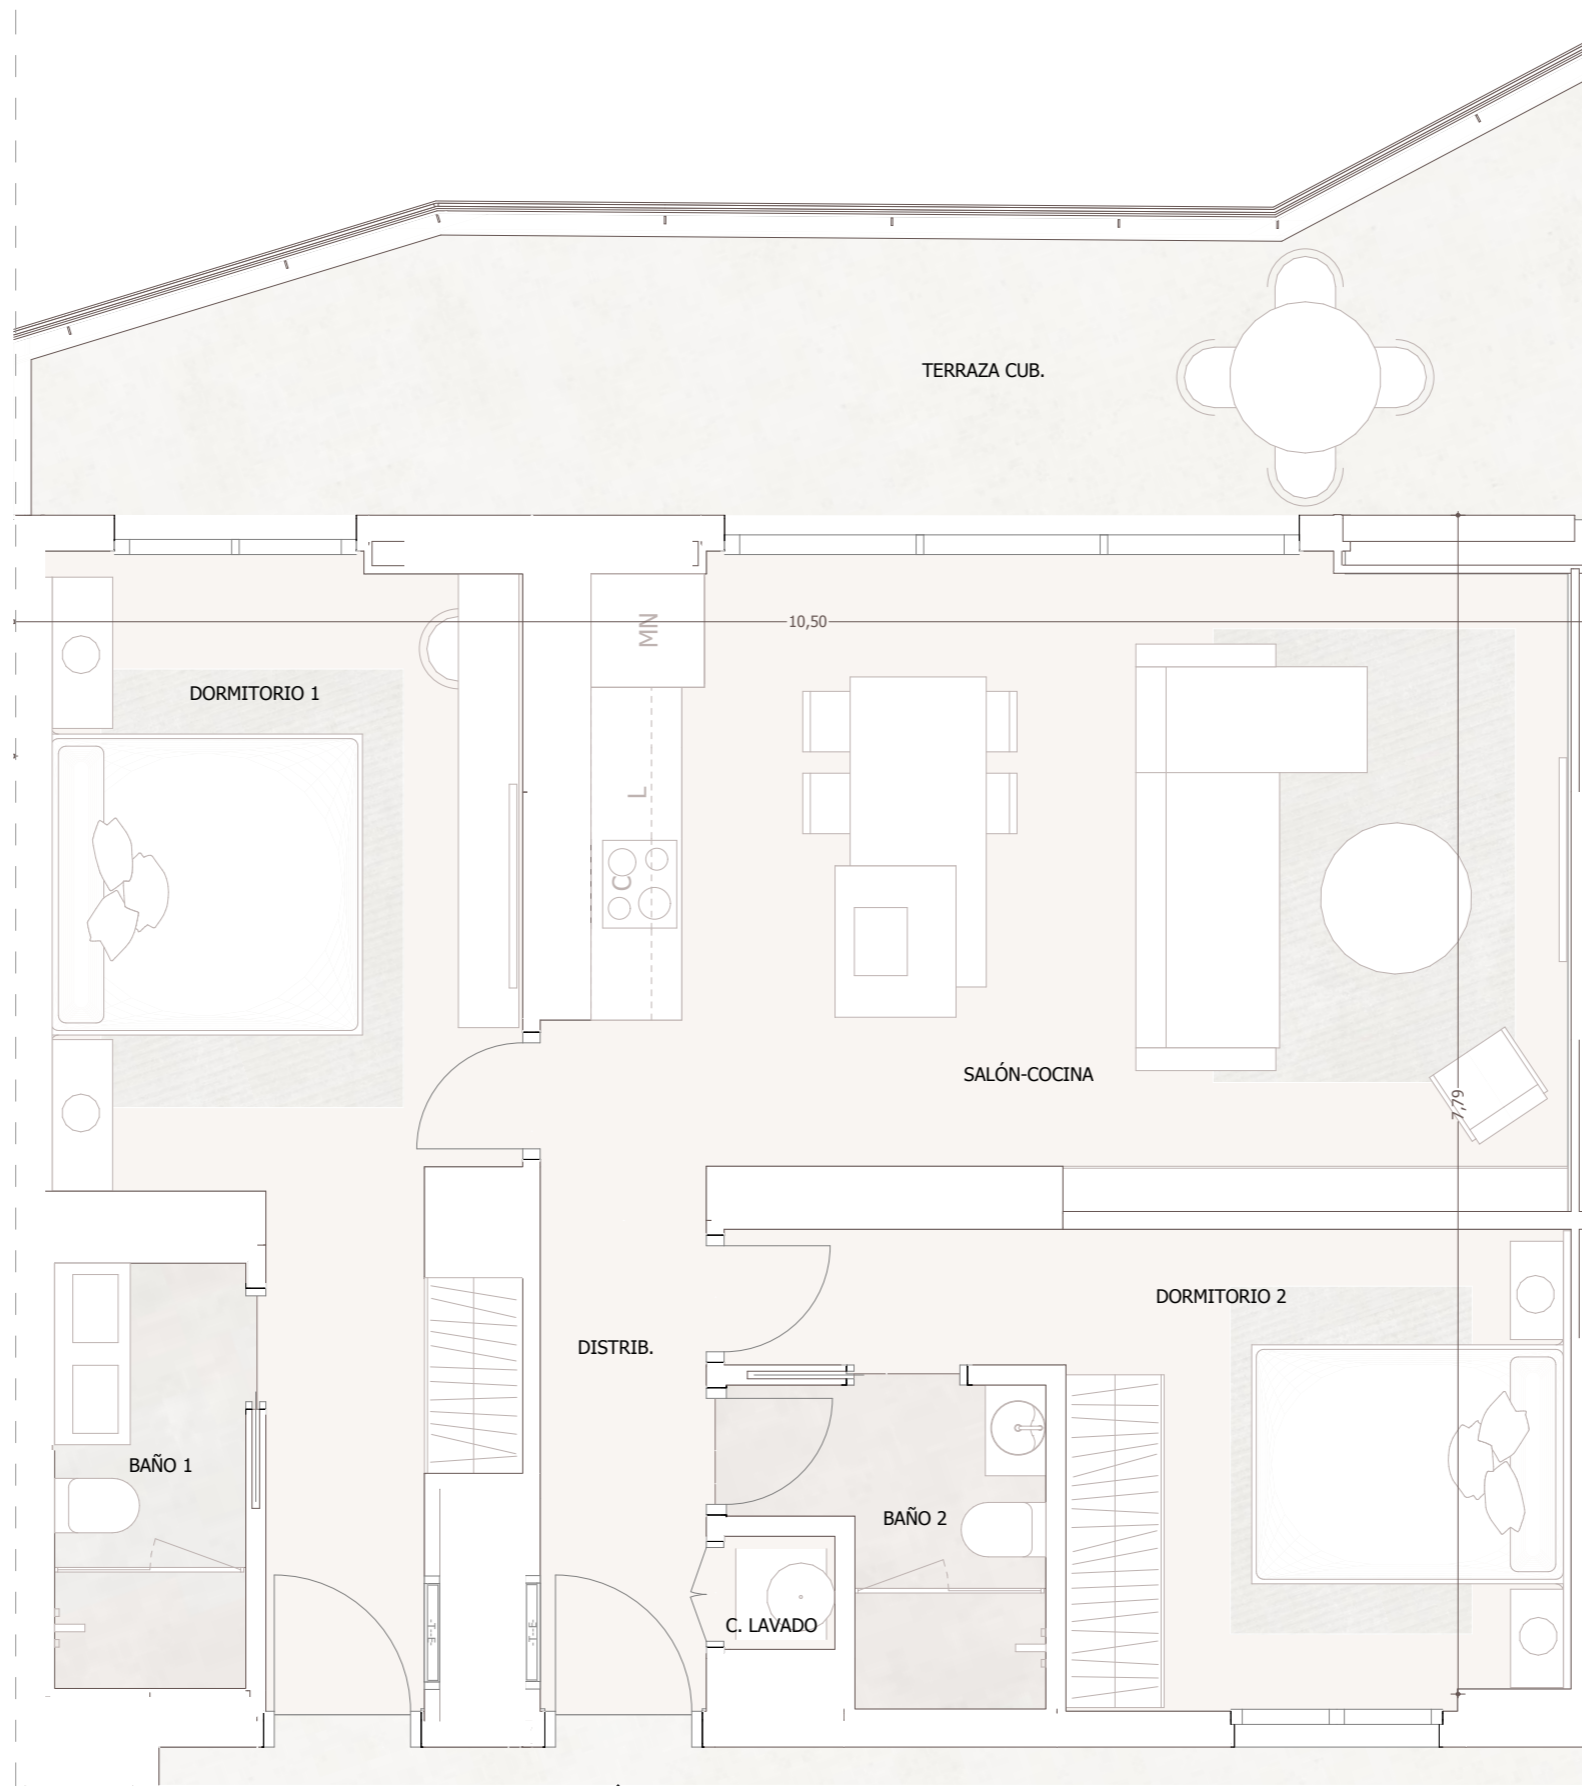 TERRAZA CUB.
10,50
MN
DORMITORIO 1
L
C
SALÓN-COCINA
7,79
DORMITORIO 2
DISTRIB.
BAÑO 1
BAÑO 2
C. LAVADO